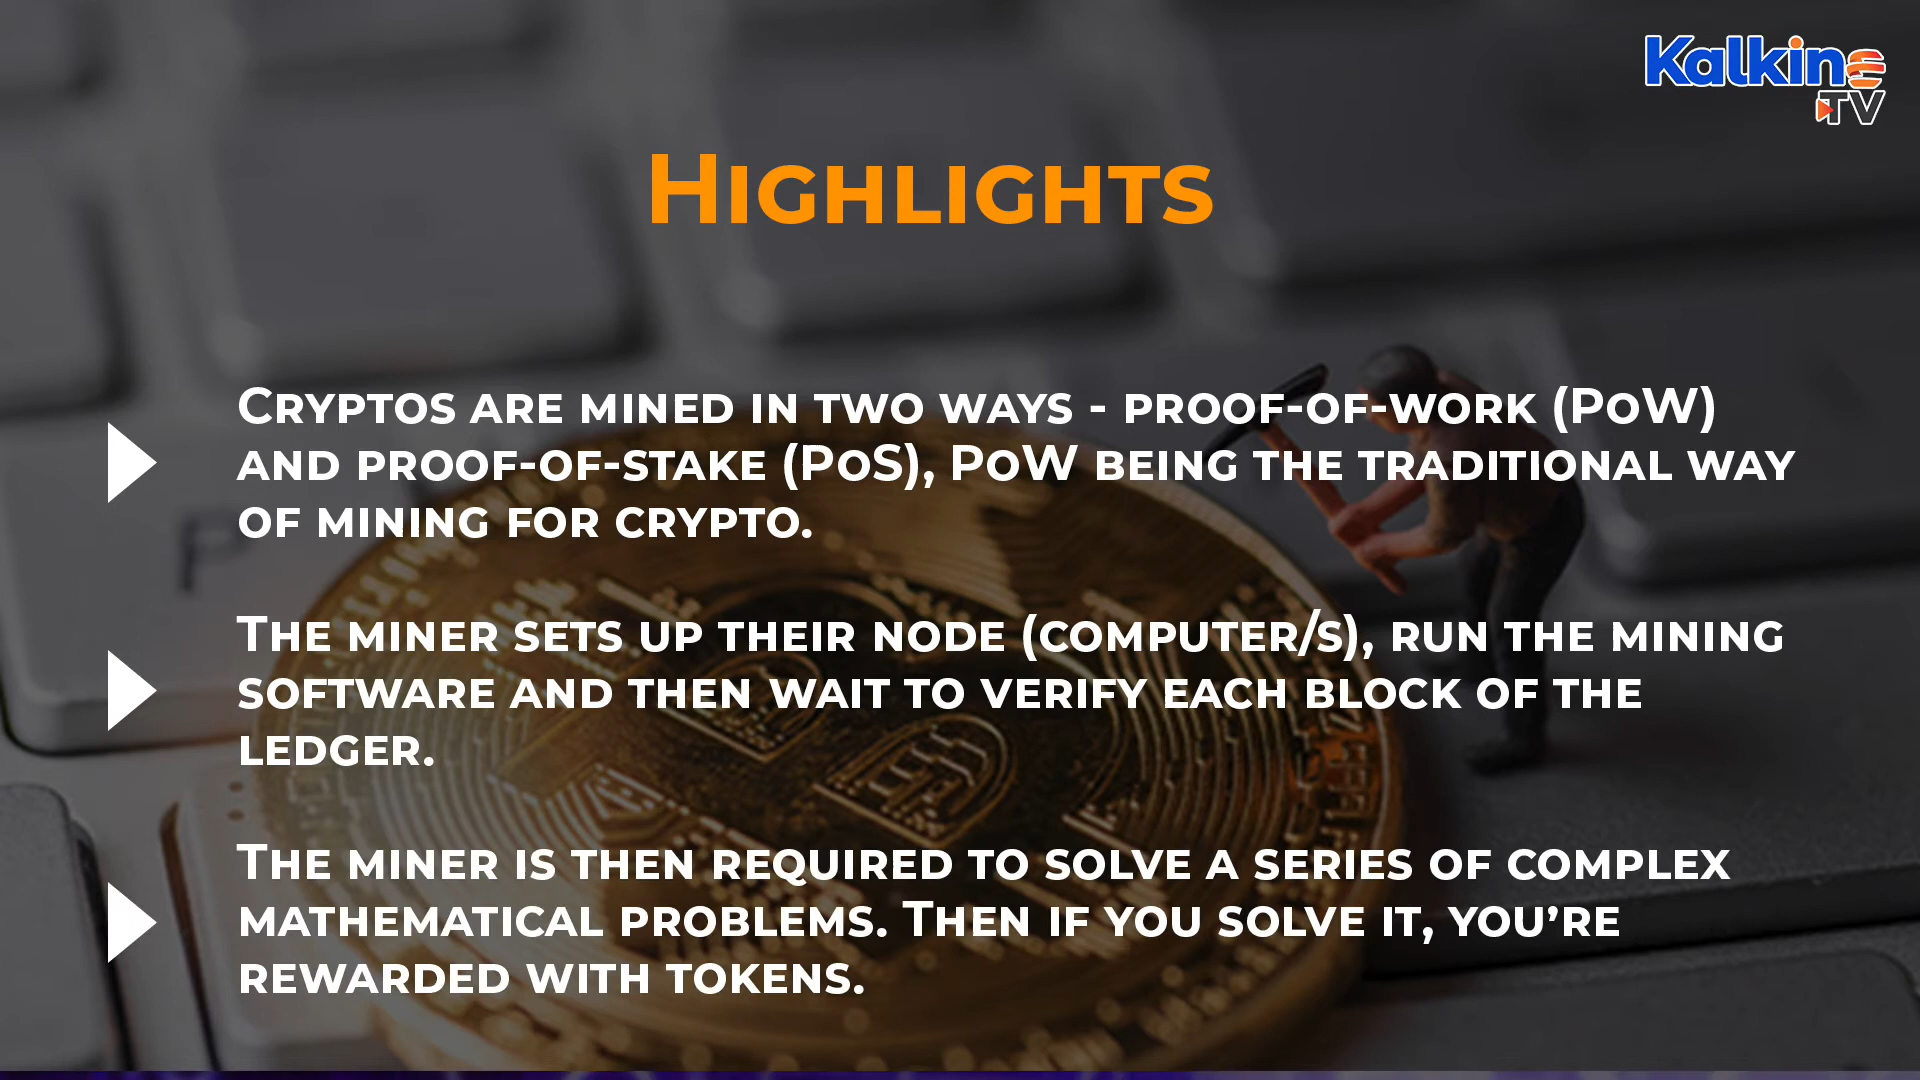 Kalkine
TV
Highlights
Cryptos are mined in two ways - proof-of-work (PoW)
and proof-of-stake (PoS), PoW being the traditional way
of mining for crypto.
The miner sets up their node (computer/s), run the mining
software and then wait to verify each block of the
ledger.
The miner is then required to solve a series of complex
mathematical problems. Then if you solve it, you’re
rewarded with tokens.
P